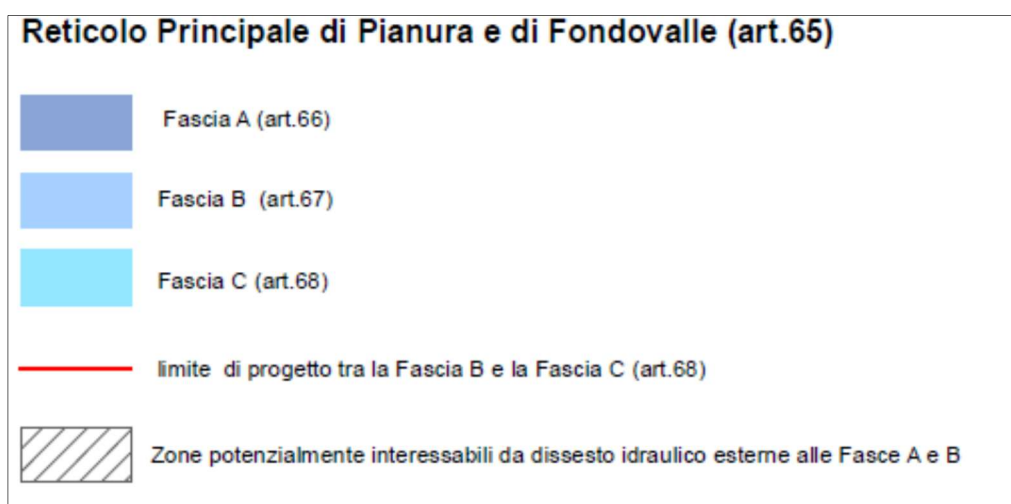 Reticolo Principale di Pianura e di Fondovalle (art.65)
Fascia A (art.66)
Fascia B (art.67)
Fascia C (art.68)
limite di progetto tra la Fascia B e la Fascia C (art.68)
Zone potenzialmente interessabili da dissesto idraulico esterne alle Fasce A e B